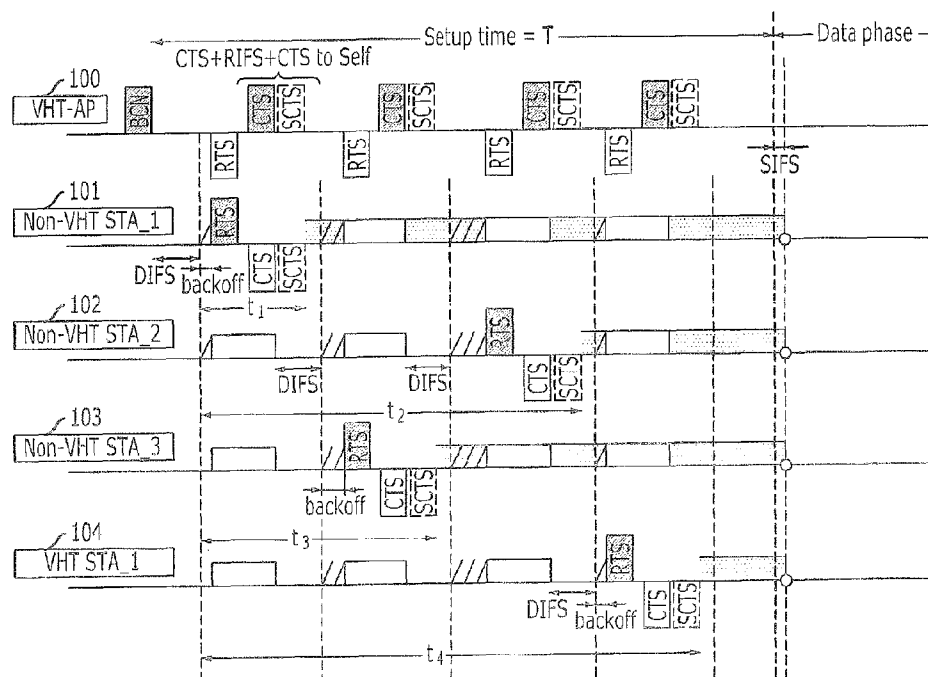 Setup time = T
Data phase
CTS+RIFS+CTS to Self
100
VHT-AP
BCN
CTS
SCTS
CTS
SCTS
CTS
SCTS
CTS
SCTS
RTS
RTS
RTS
RTS
SIFS
101
Non-VHT STA_1
RTS
CTS
SCTS
DIFS
backoff
t1
102
Non-VHT STA_2
RTS
CTS
SCTS
DIFS
DIFS
t2
103
Non-VHT STA_3
RTS
CTS
SCTS
backoff
t3
104
VHT STA_1
RTS
CTS
SCTS
DIFS
backoff
t4